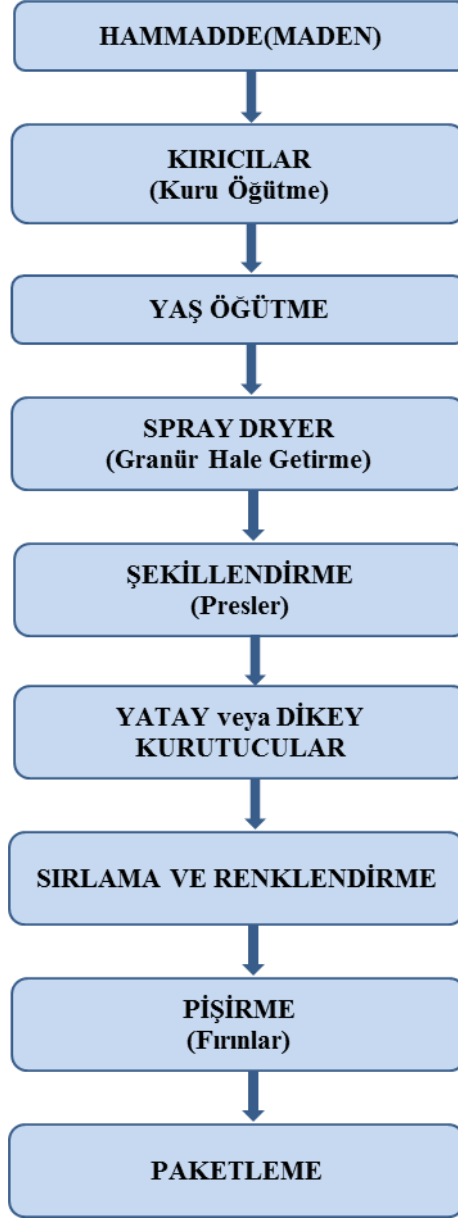 HAMMADDE(MADEN)
KIRICILAR
(Kuru Öğütme)
YAŞ ÖĞÜTME
SPRAY DRYER
(Granür Hale Getirme)
ŞEKİLLENDİRME
(Presler)
YATAY veya DİKEY
KURUTUCULAR
SIRLAMA VE RENKLENDİRME
PİŞİRME
(Fırınlar)
PAKETLEME